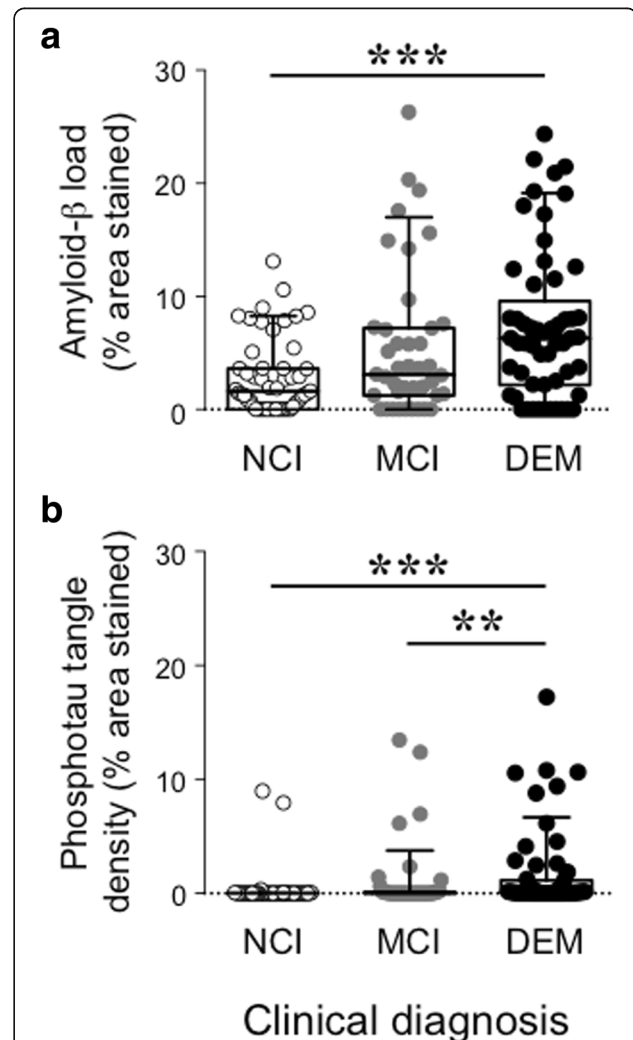 a
***
30
20
10
0
Amyloid-β load
(% area stained)
NCI MCI DEM
b
***
**
30
20
10
0
Phosphotau tangle
density (% area stained)
NCI MCI DEM
Clinical diagnosis